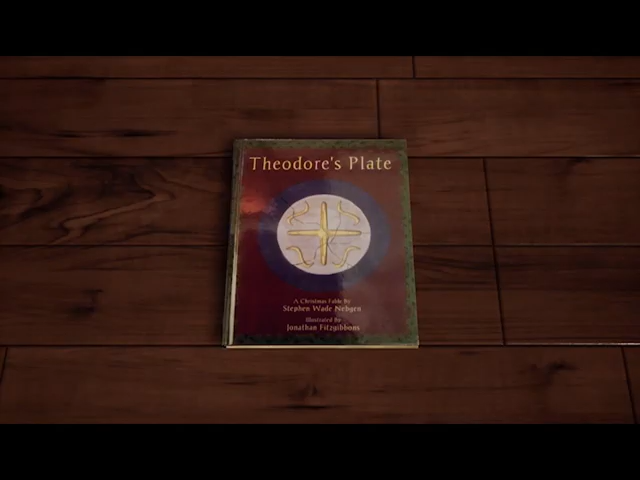 Theodore's Plate
A Christmas Fable By
Stephen Wade Nebgen
Illustrated By
Jonathan Fitzgibbons